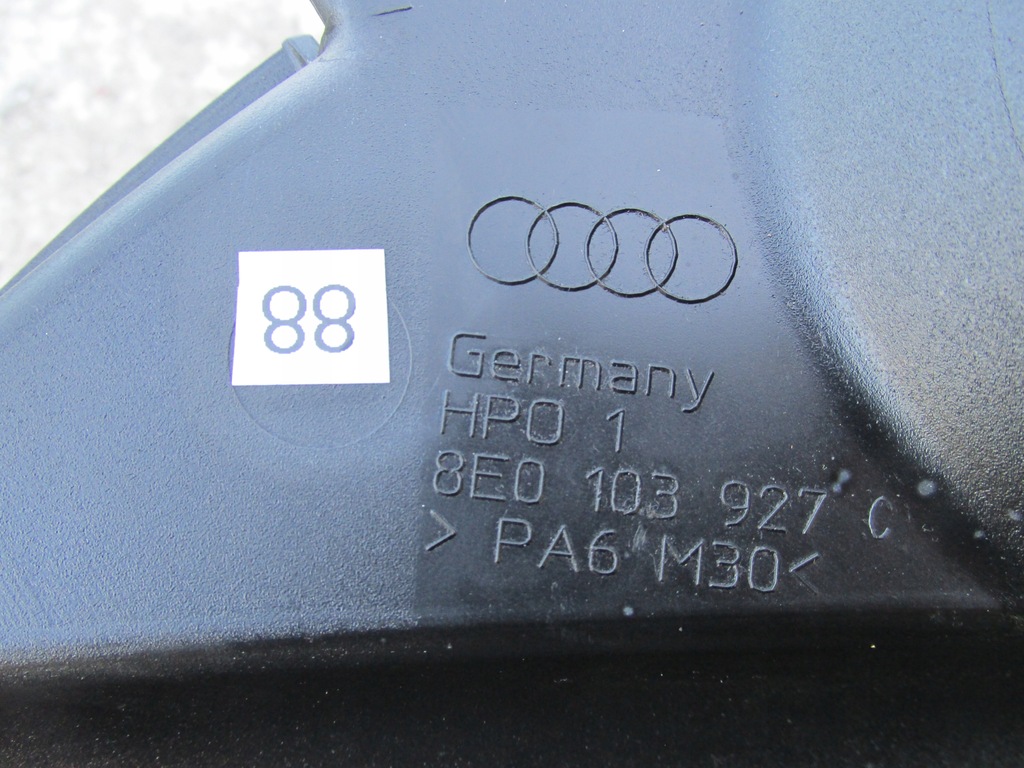 88
Germany
HPO 1
8E0 103 927 C
> PA6 M30<